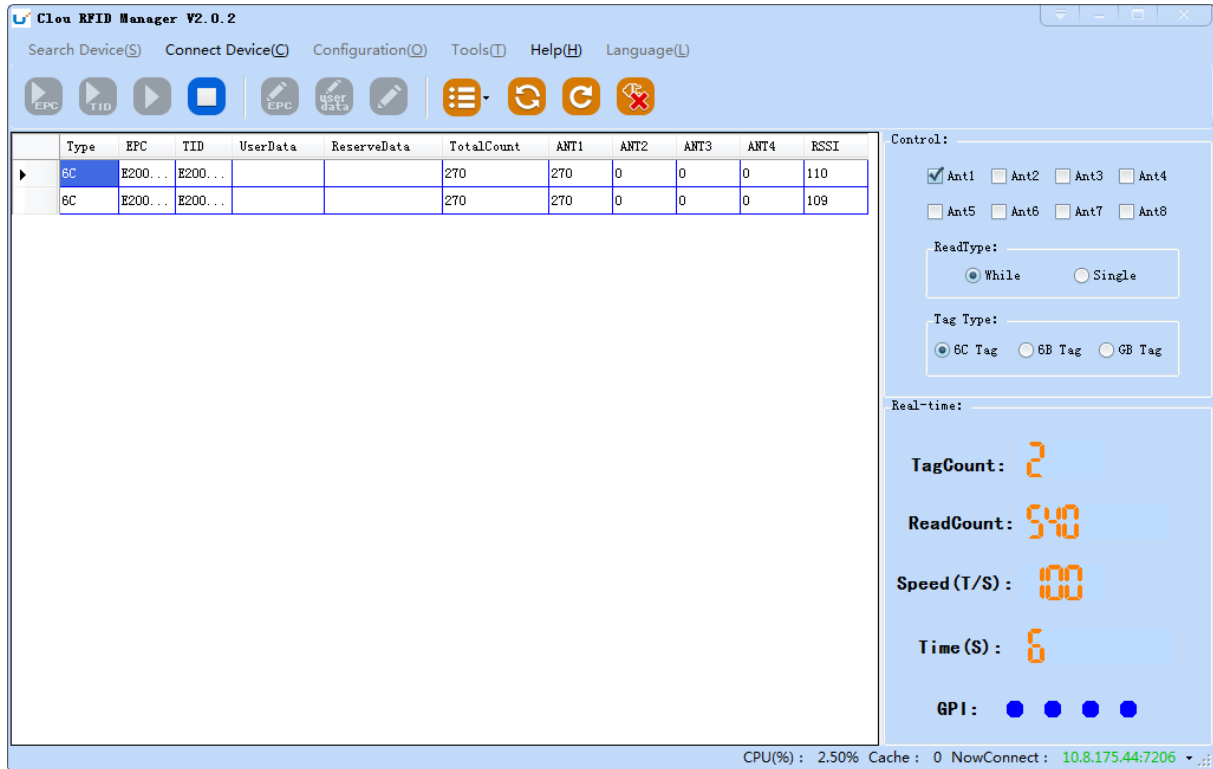 Clou RFID Manager V2.0.2
Search Device(S) Connect Device(C) Configuration(O) Tools(T) Help(H) Language(L)
EPC TID EPC user data
Type EPC TID UserData ReserveData TotalCount ANT1 ANT2 ANT3 ANT4 RSSI
6C E200... E200... 270 270 0 0 0 110
6C E200... E200... 270 270 0 0 0 109
Control:
Ant1 Ant2 Ant3 Ant4
Ant5 Ant6 Ant7 Ant8
ReadType:
While Single
Tag Type:
6C Tag 6B Tag GB Tag
Real-time:
TagCount: 2
ReadCount: 540
Speed(T/S): 100
Time(S): 6
GPI:
CPU(%) : 2.50% Cache : 0 NowConnect : 10.8.175.44:7206